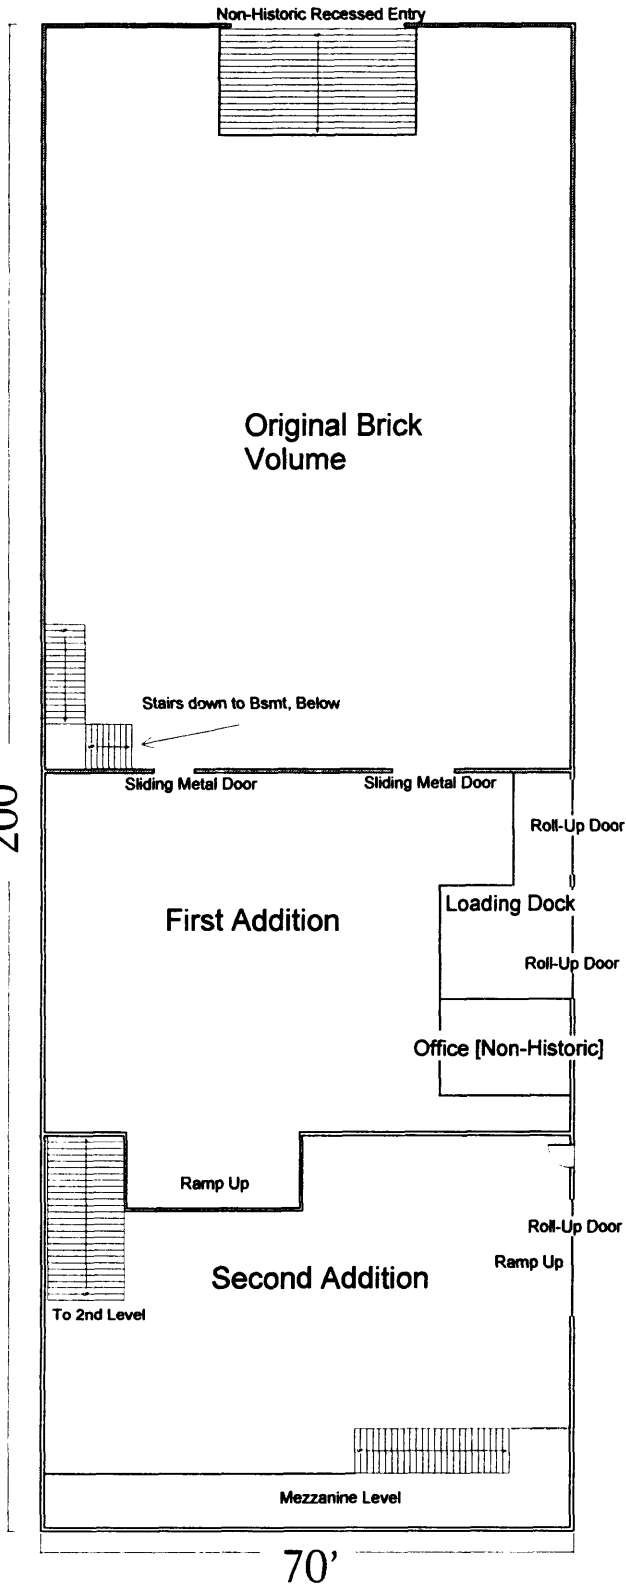 Non-Historic Recessed Entry
Original Brick
Volume
Stairs down to Bsmt, Below
Sliding Metal Door
Sliding Metal Door
Roll-Up Door
Loading Dock
First Addition
Roll-Up Door
Office [Non-Historic]
Ramp Up
Roll-Up Door
Ramp Up
Second Addition
To 2nd Level
Mezzanine Level
70'